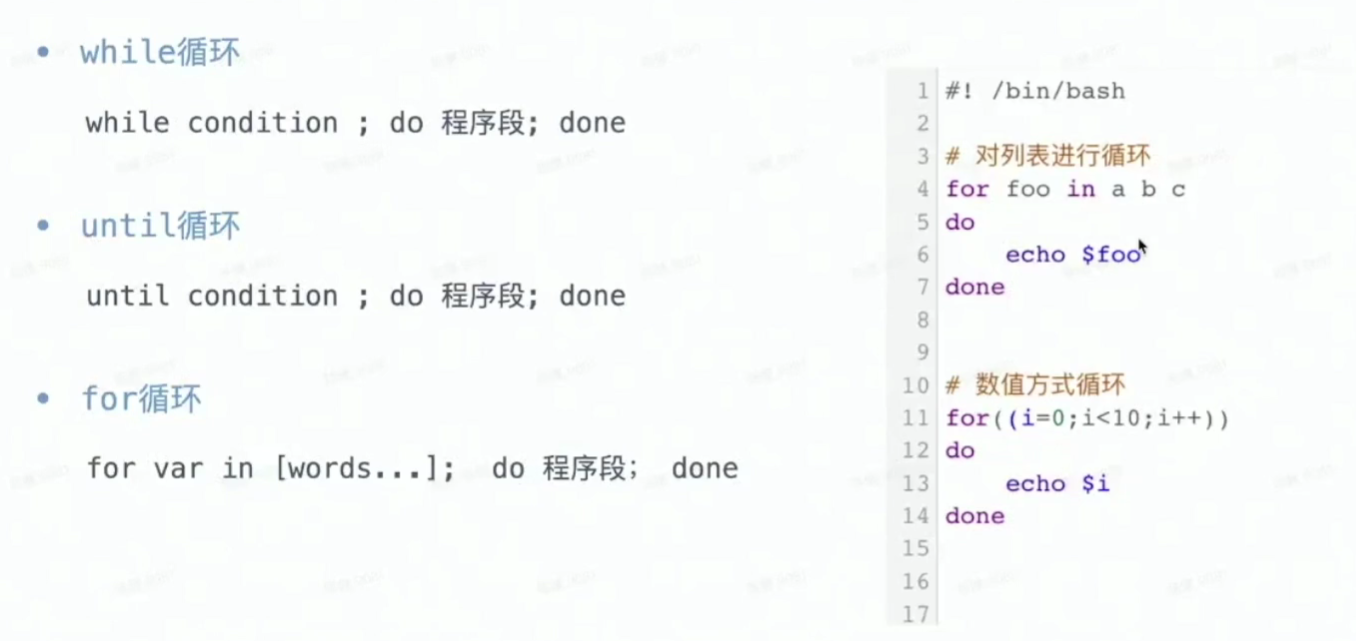 • while循环
while condition ; do 程序段; done
• until循环
until condition ; do 程序段; done
• for循环
for var in [words...];  do 程序段;  done
1 #! /bin/bash
2
3 # 对列表进行循环
4 for foo in a b c
5 do
6     echo $foo
7 done
8
9
10 # 数值方式循环
11 for((i=0;i<10;i++))
12 do
13     echo $i
14 done
15
16
17